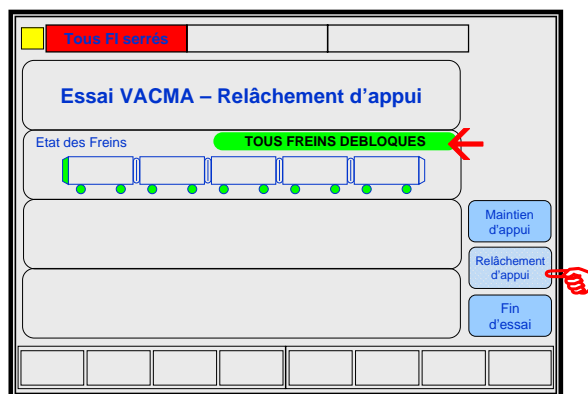 Tous FI serrés
Essai VACMA – Relâchement d'appui
Etat des Freins
TOUS FREINS DEBLOQUES
Maintien
d'appui
Relâchement
d'appui
Fin
d'essai